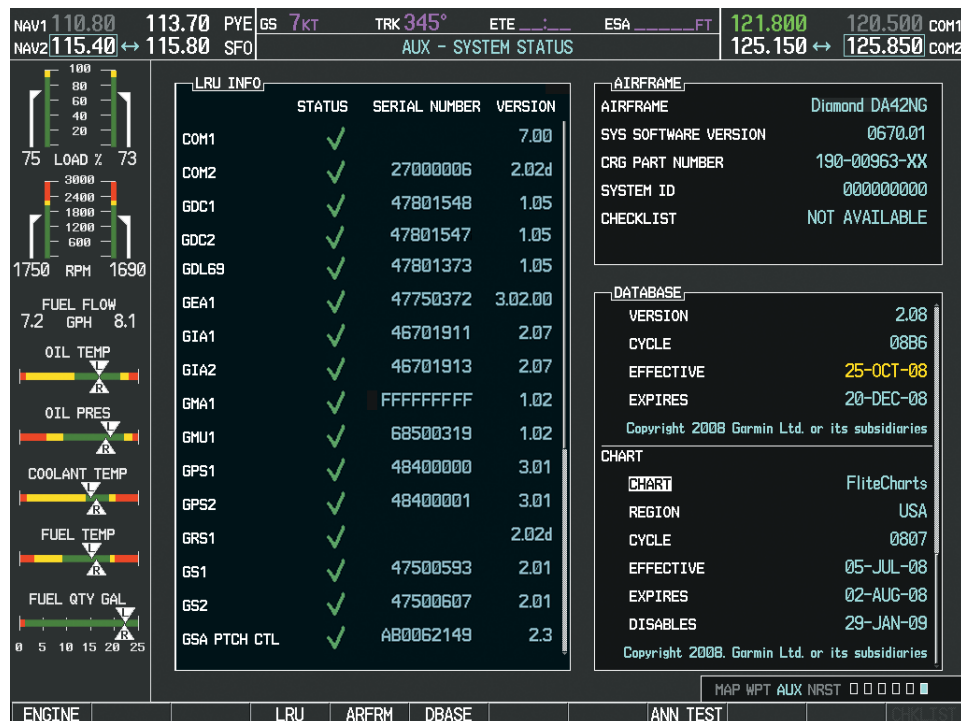 NAV1 110.80 113.70 PYE GS 7KT TRK 345° ETE __:__ ESA ______FT 121.800 120.500 COM1
NAV2 115.40 ↔ 115.80 SFO AUX - SYSTEM STATUS 125.150 ↔ 125.850 COM2
100
80
60
40
20
75 LOAD % 73
3000
2400
1800
1200
600
1750 RPM 1690
FUEL FLOW
7.2 GPH 8.1
OIL TEMP
L
R
OIL PRES
L
R
COOLANT TEMP
L
R
FUEL TEMP
L
R
FUEL QTY GAL
L
R
0 5 10 15 20 25
LRU INFO
STATUS SERIAL NUMBER VERSION
COM1 ✓ 7.00
COM2 ✓ 27000006 2.02d
GDC1 ✓ 47801548 1.05
GDC2 ✓ 47801547 1.05
GDL69 ✓ 47801373 1.05
GEA1 ✓ 47750372 3.02.00
GIA1 ✓ 46701911 2.07
GIA2 ✓ 46701913 2.07
GMA1 ✓ FFFFFFFFF 1.02
GMU1 ✓ 68500319 1.02
GPS1 ✓ 48400000 3.01
GPS2 ✓ 48400001 3.01
GRS1 ✓ 2.02d
GS1 ✓ 47500593 2.01
GS2 ✓ 47500607 2.01
GSA PTCH CTL ✓ AB0062149 2.3
AIRFRAME
AIRFRAME Diamond DA42NG
SYS SOFTWARE VERSION 0670.01
CRG PART NUMBER 190-00963-XX
SYSTEM ID 000000000
CHECKLIST NOT AVAILABLE
DATABASE
VERSION 2.08
CYCLE 08B6
EFFECTIVE 25-OCT-08
EXPIRES 20-DEC-08
Copyright 2008 Garmin Ltd. or its subsidiaries
CHART
CHART FliteCharts
REGION USA
CYCLE 0807
EFFECTIVE 05-JUL-08
EXPIRES 02-AUG-08
DISABLES 29-JAN-09
Copyright 2008. Garmin Ltd. or its subsidiaries
MAP WPT AUX NRST
ENGINE LRU ARFRM DBASE ANN TEST CHKLIST